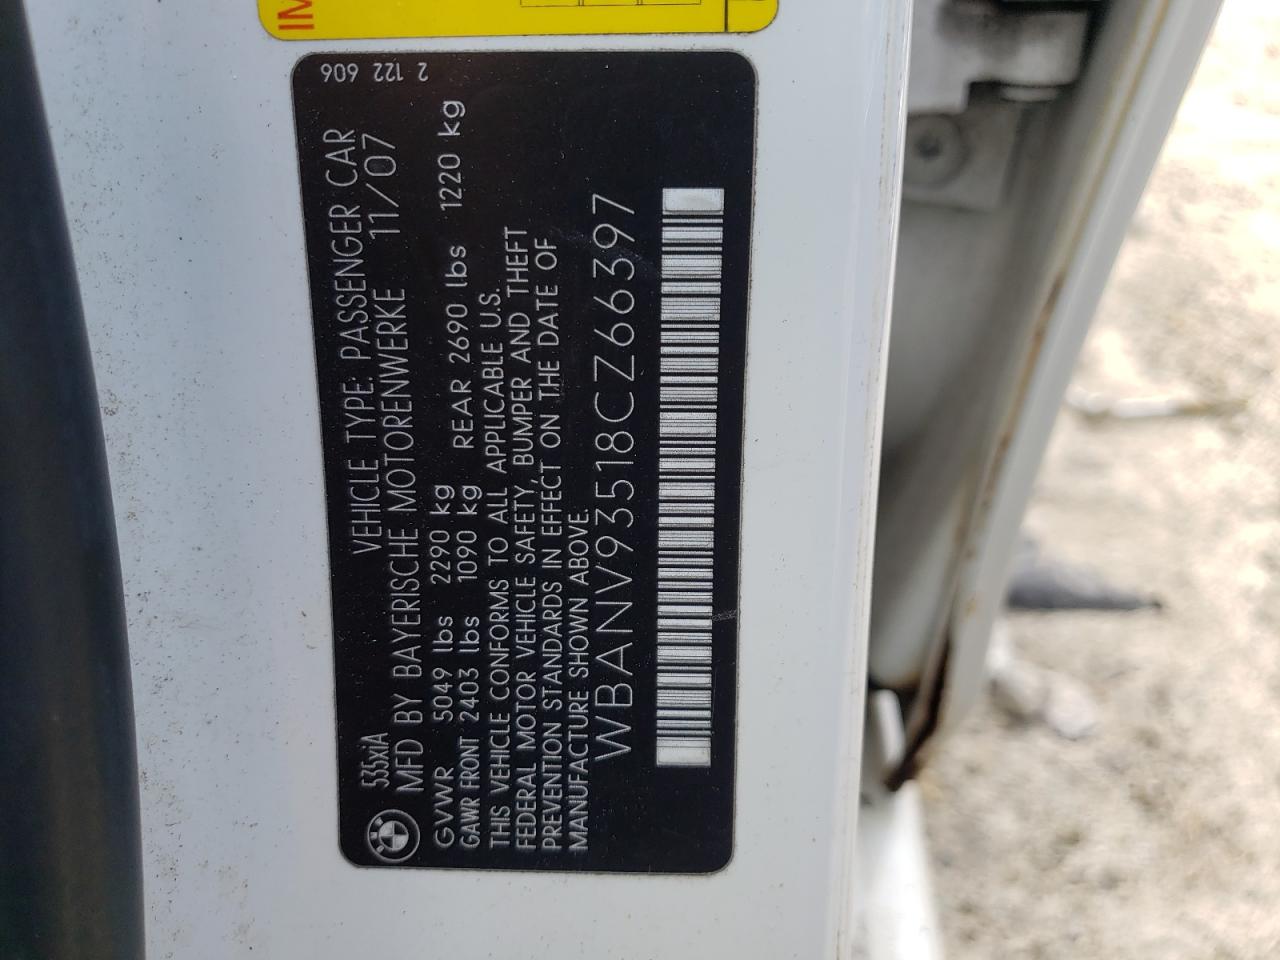 IM
2 122 606
535xiA VEHICLE TYPE: PASSENGER CAR
MFD BY BAYERISCHE MOTORENWERKE 11/07
GVWR 5049 lbs 2290 kg
GAWR FRONT 2403 lbs 1090 kg REAR 2690 lbs 1220 kg
THIS VEHICLE CONFORMS TO ALL APPLICABLE U.S.
FEDERAL MOTOR VEHICLE SAFETY, BUMPER AND THEFT
PREVENTION STANDARDS IN EFFECT ON THE DATE OF
MANUFACTURE SHOWN ABOVE.
WBANV93518CZ66397